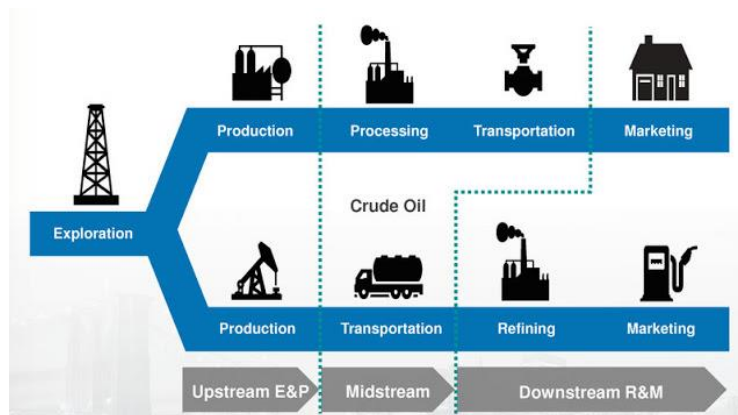 Production
Processing
Transportation
Marketing
Crude Oil
Exploration
Production
Transportation
Refining
Marketing
Upstream E&P
Midstream
Downstream R&M